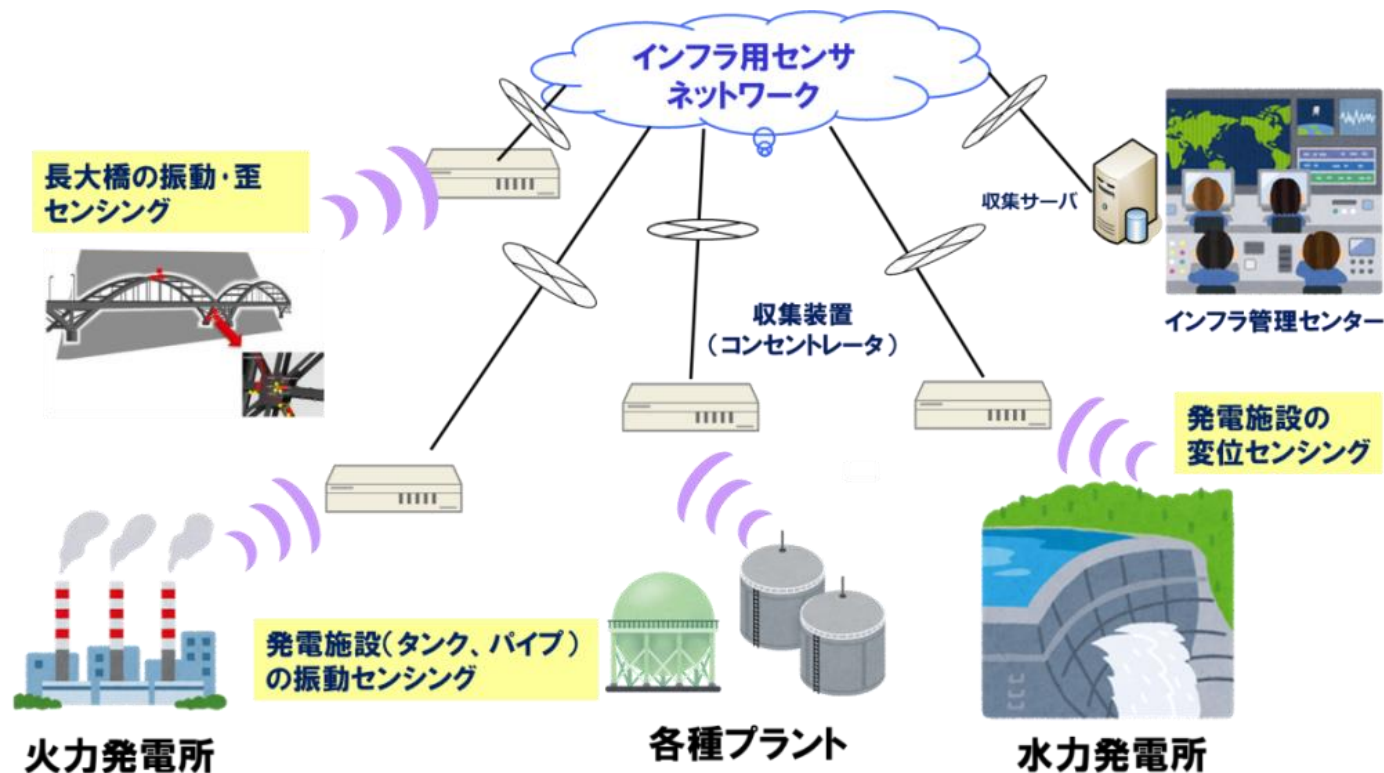 インフラ用センサ
ネットワーク
長大橋の振動・歪
センシング
収集サーバ
インフラ管理センター
収集装置
（コンセントレータ）
発電施設の
変位センシング
発電施設（タンク、パイプ）
の振動センシング
火力発電所
各種プラント
水力発電所